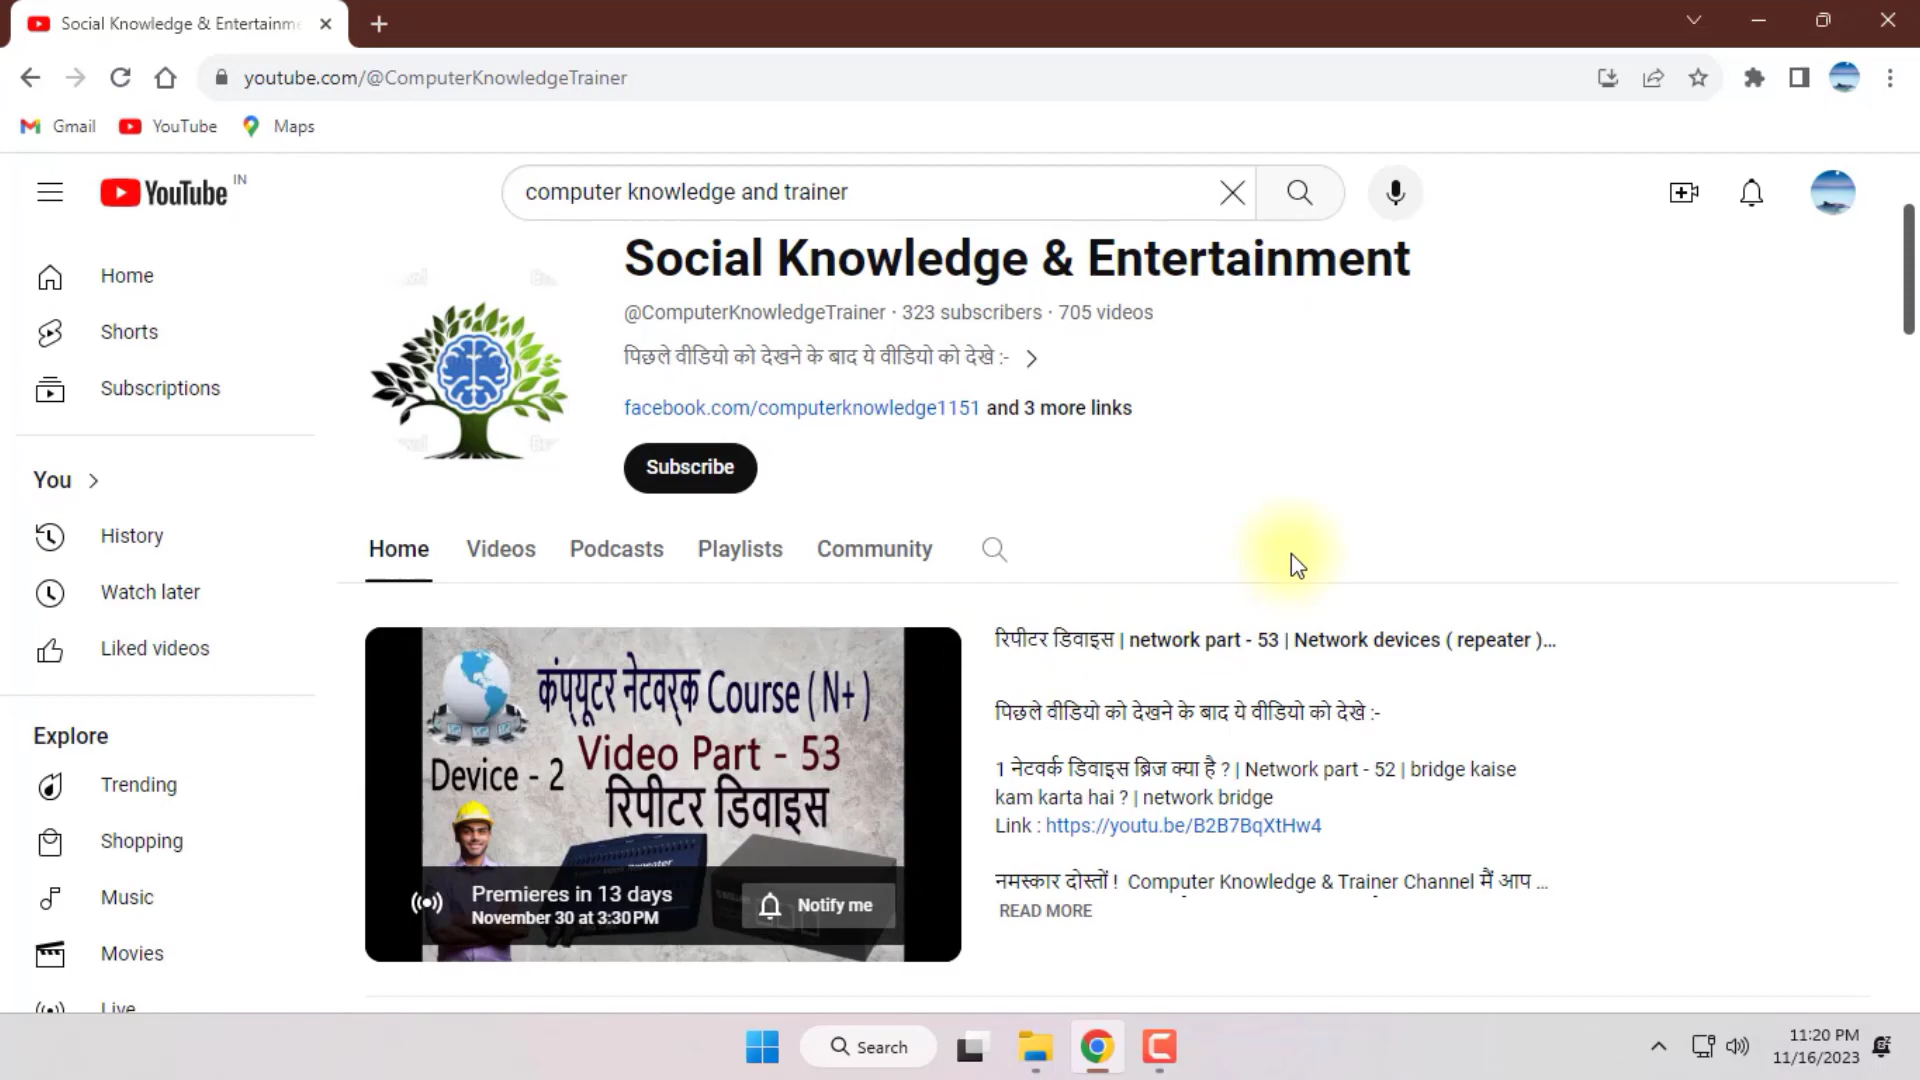 Social Knowledge & Entertainme
youtube.com/@ComputerKnowledgeTrainer
Gmail
YouTube
Maps
YouTube IN
computer knowledge and trainer
Home
Shorts
Subscriptions
You
History
Watch later
Liked videos
Explore
Trending
Shopping
Music
Movies
Live
Social Knowledge & Entertainment
@ComputerKnowledgeTrainer · 323 subscribers · 705 videos
पिछले वीडियो को देखने के बाद ये वीडियो को देखे :-
facebook.com/computerknowledge1151 and 3 more links
Subscribe
Home Videos Podcasts Playlists Community
कंप्यूटर नेटवर्क Course ( N+ )
Video Part - 53
Device - 2
रिपीटर डिवाइस
Premieres in 13 days
November 30 at 3:30 PM
Notify me
रिपीटर डिवाइस | network part - 53 | Network devices ( repeater )...
पिछले वीडियो को देखने के बाद ये वीडियो को देखे :-
1 नेटवर्क डिवाइस ब्रिज क्या है ? | Network part - 52 | bridge kaise
kam karta hai ? | network bridge
Link : https://youtu.be/B2B7BqXtHw4
नमस्कार दोस्तों ! Computer Knowledge & Trainer Channel मैं आप ...
READ MORE
Search
11:20 PM
11/16/2023